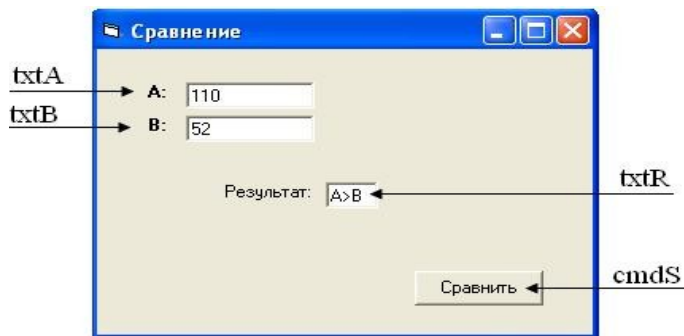 Сравнение
txtA
A: 110
txtB
B: 52
Результат: A>B
txtR
Сравнить
cmdS